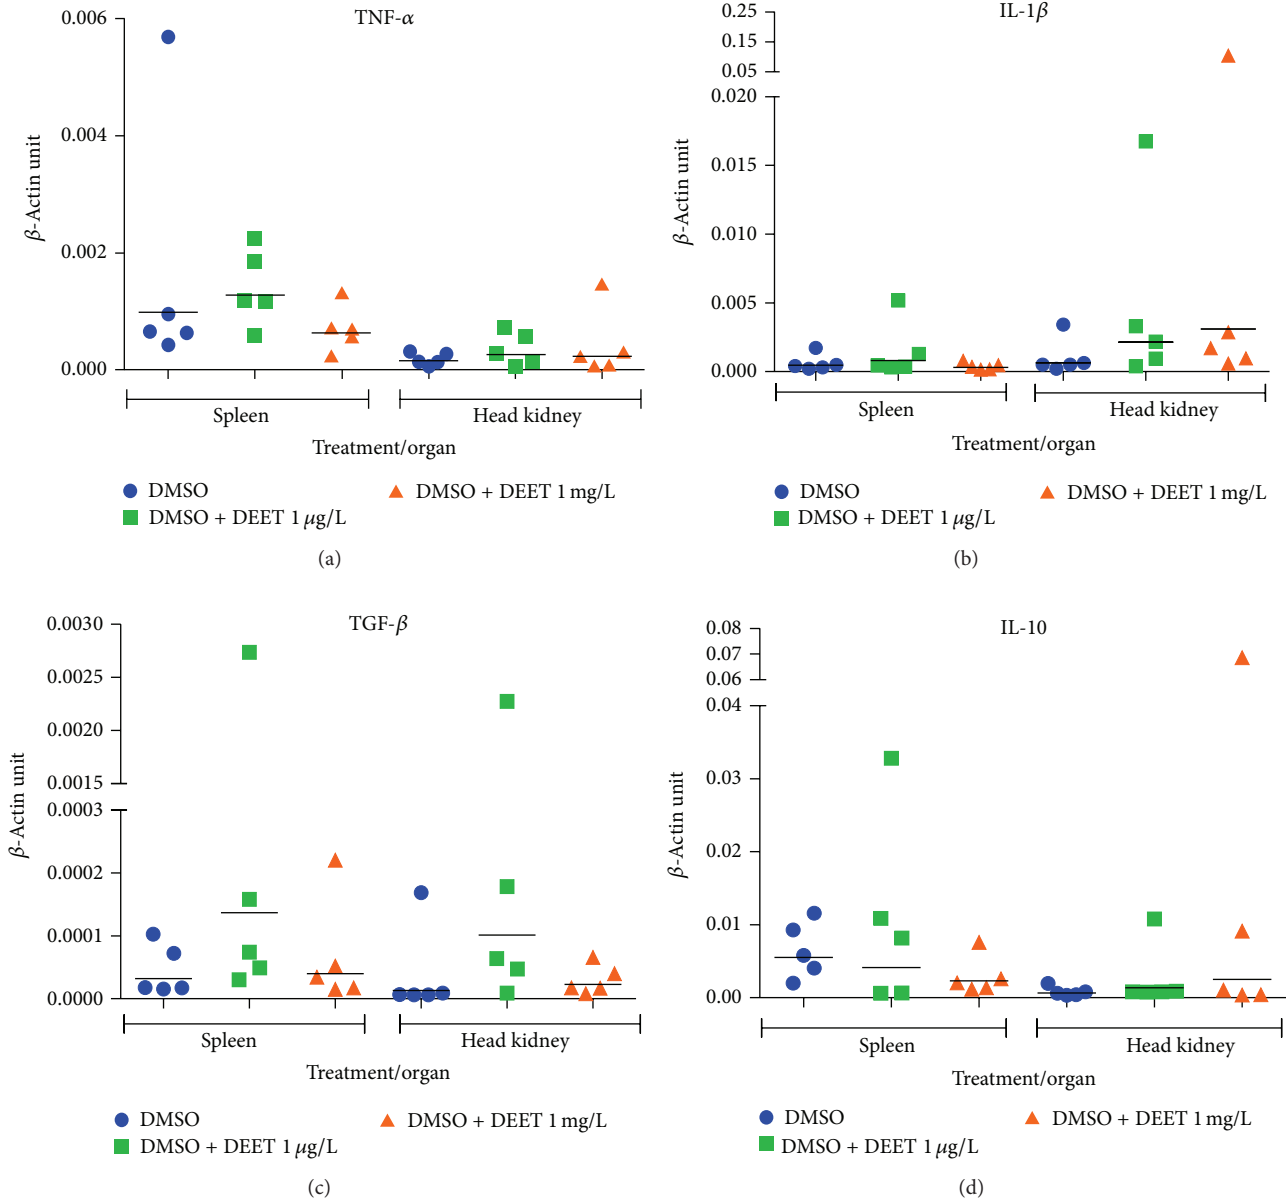 TNF-α
0.006
0.004
0.002
0.000
β-Actin unit
Spleen
Head kidney
Treatment/organ
DMSO
DMSO + DEET 1 mg/L
DMSO + DEET 1 μg/L
(a)
IL-1β
0.25
0.15
0.05
0.020
0.015
0.010
0.005
0.000
β-Actin unit
Spleen
Head kidney
Treatment/organ
DMSO
DMSO + DEET 1 mg/L
DMSO + DEET 1 μg/L
(b)
TGF-β
0.0030
0.0025
0.0020
0.0015
0.0003
0.0002
0.0001
0.0000
β-Actin unit
Spleen
Head kidney
Treatment/organ
DMSO
DMSO + DEET 1 mg/L
DMSO + DEET 1 μg/L
(c)
IL-10
0.08
0.07
0.06
0.04
0.03
0.02
0.01
0.00
β-Actin unit
Spleen
Head kidney
Treatment/organ
DMSO
DMSO + DEET 1 mg/L
DMSO + DEET 1 μg/L
(d)